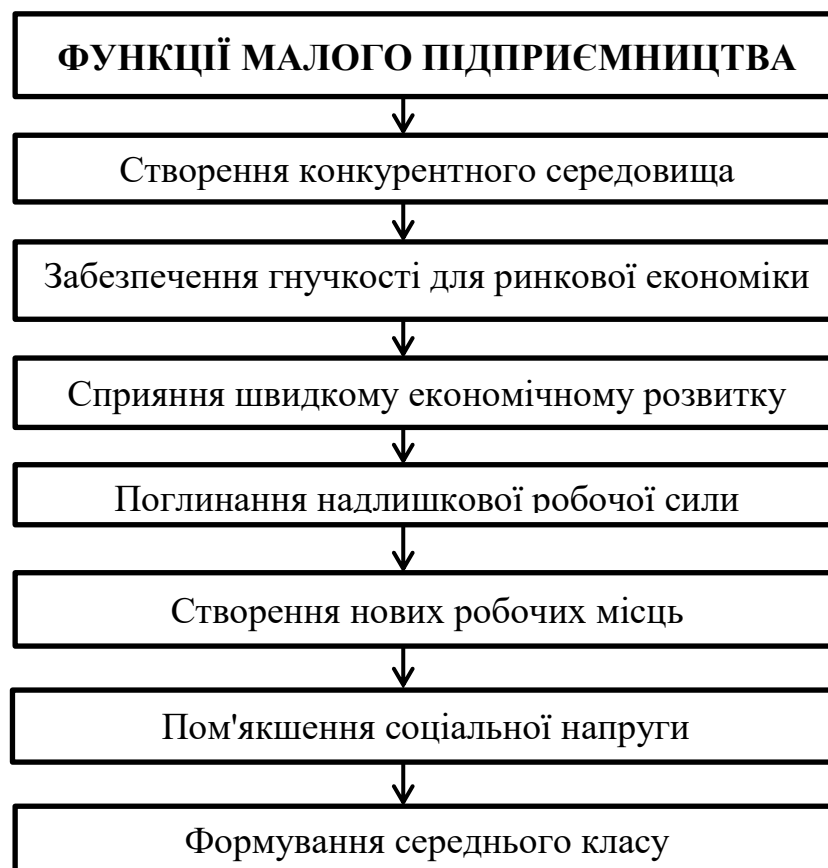 ФУНКЦІЇ МАЛОГО ПІДПРИЄМНИЦТВА
Створення конкурентного середовища
Забезпечення гнучкості для ринкової економіки
Сприяння швидкому економічному розвитку
Поглинання надлишкової робочої сили
Створення нових робочих місць
Пом'якшення соціальної напруги
Формування середнього класу